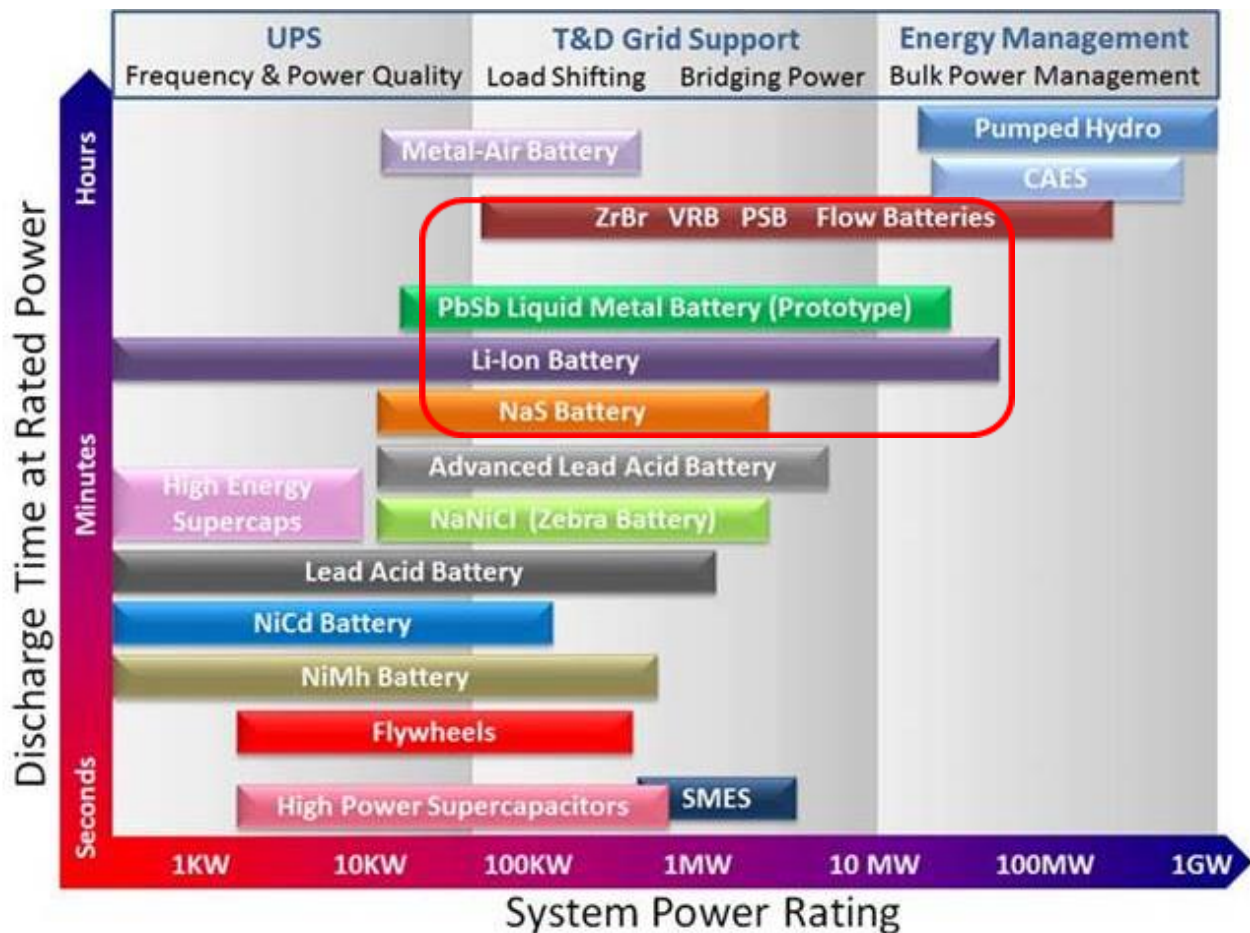 UPS
T&D Grid Support
Energy Management
Frequency & Power Quality
Load Shifting
Bridging Power
Bulk Power Management
Discharge Time at Rated Power
Hours
Minutes
Seconds
Pumped Hydro
Metal-Air Battery
CAES
ZrBr VRB PSB Flow Batteries
PbSb Liquid Metal Battery (Prototype)
Li-Ion Battery
NaS Battery
Advanced Lead Acid Battery
High Energy
Supercaps
NaNiCl (Zebra Battery)
Lead Acid Battery
NiCd Battery
NiMh Battery
Flywheels
High Power Supercapacitors
SMES
1KW
10KW
100KW
1MW
10 MW
100MW
1GW
System Power Rating